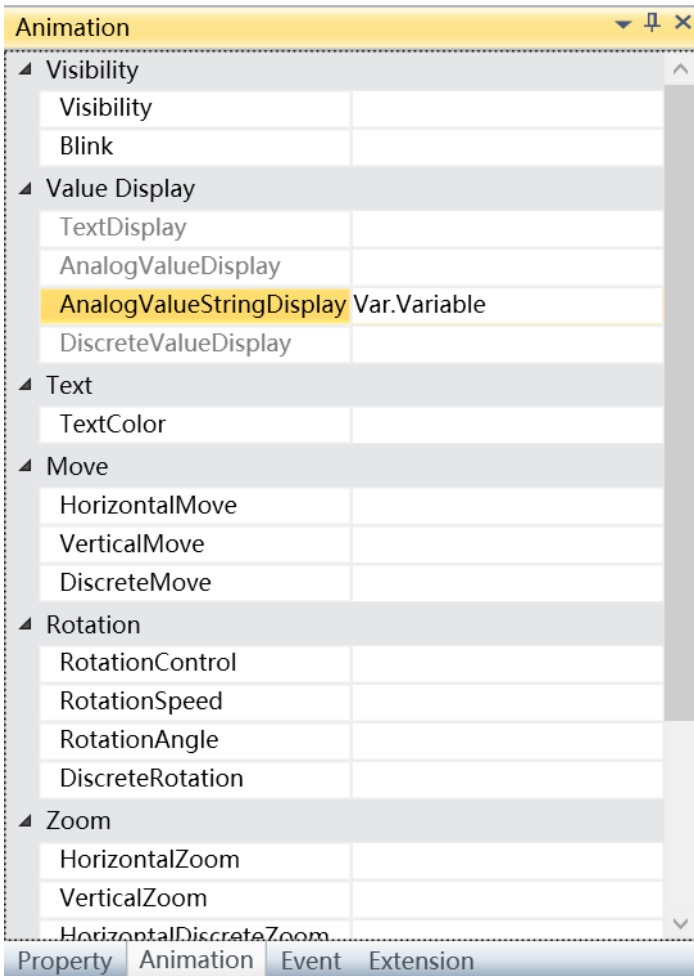 Animation
Visibility
Visibility
Blink
Value Display
TextDisplay
AnalogValueDisplay
AnalogValueStringDisplay Var.Variable
DiscreteValueDisplay
Text
TextColor
Move
HorizontalMove
VerticalMove
DiscreteMove
Rotation
RotationControl
RotationSpeed
RotationAngle
DiscreteRotation
Zoom
HorizontalZoom
VerticalZoom
HorizontalDiscreteZoom
Property Animation Event Extension